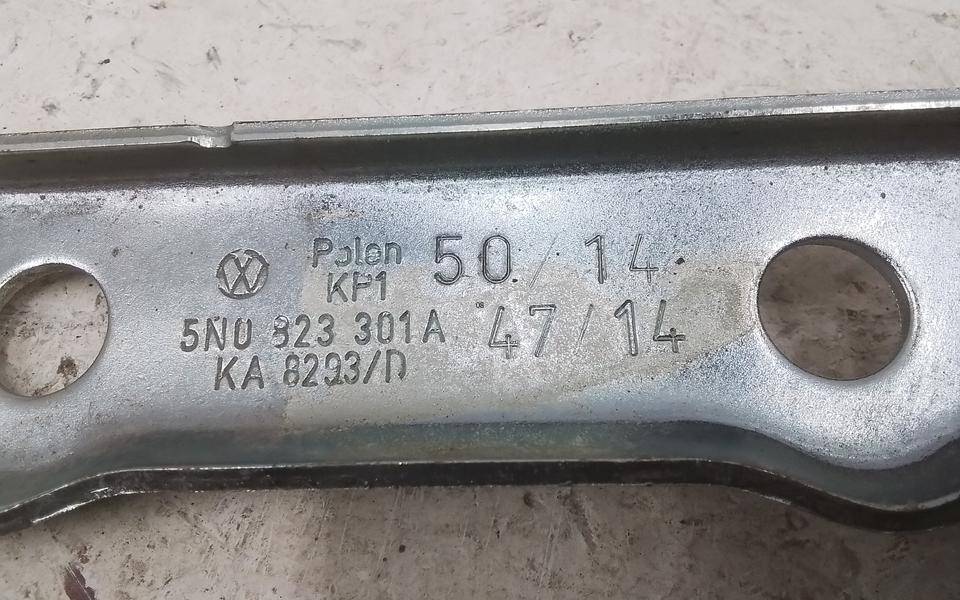 Polen 50/14
KP1
5N0 823 301A 47/14
KA 8293/D